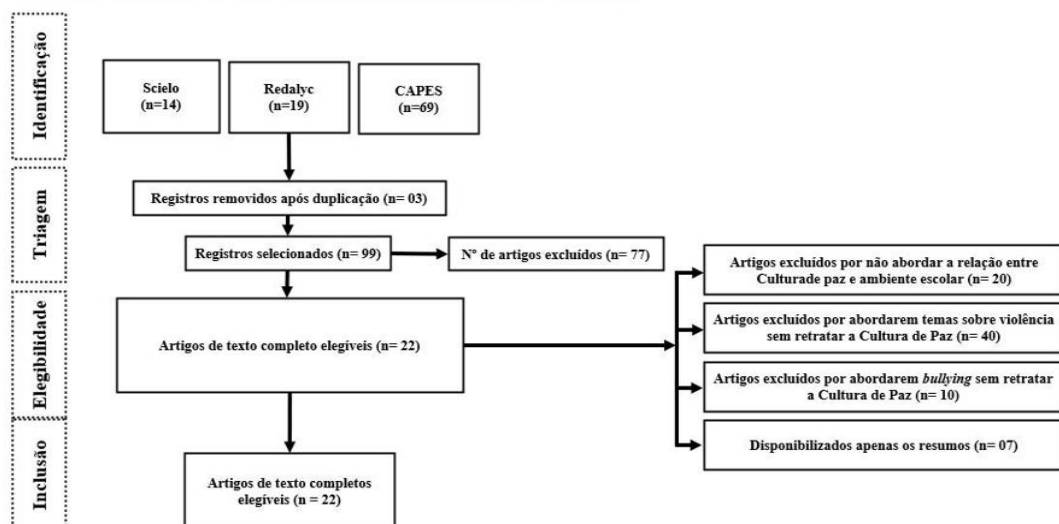 Identificação
Scielo
(n=14)
Redalyc
(n=19)
CAPES
(n=69)
Triagem
Registros removidos após duplicação (n= 03)
Registros selecionados (n= 99)
Nº de artigos excluídos (n= 77)
Elegibilidade
Artigos de texto completo elegíveis (n= 22)
Artigos excluídos por não abordar a relação entre
Culturade paz e ambiente escolar (n= 20)
Artigos excluídos por abordarem temas sobre violência
sem retratar a Cultura de Paz (n= 40)
Artigos excluídos por abordarem bullying sem retratar
a Cultura de Paz (n= 10)
Disponibilizados apenas os resumos (n= 07)
Inclusão
Artigos de texto completos
elegíveis (n = 22)